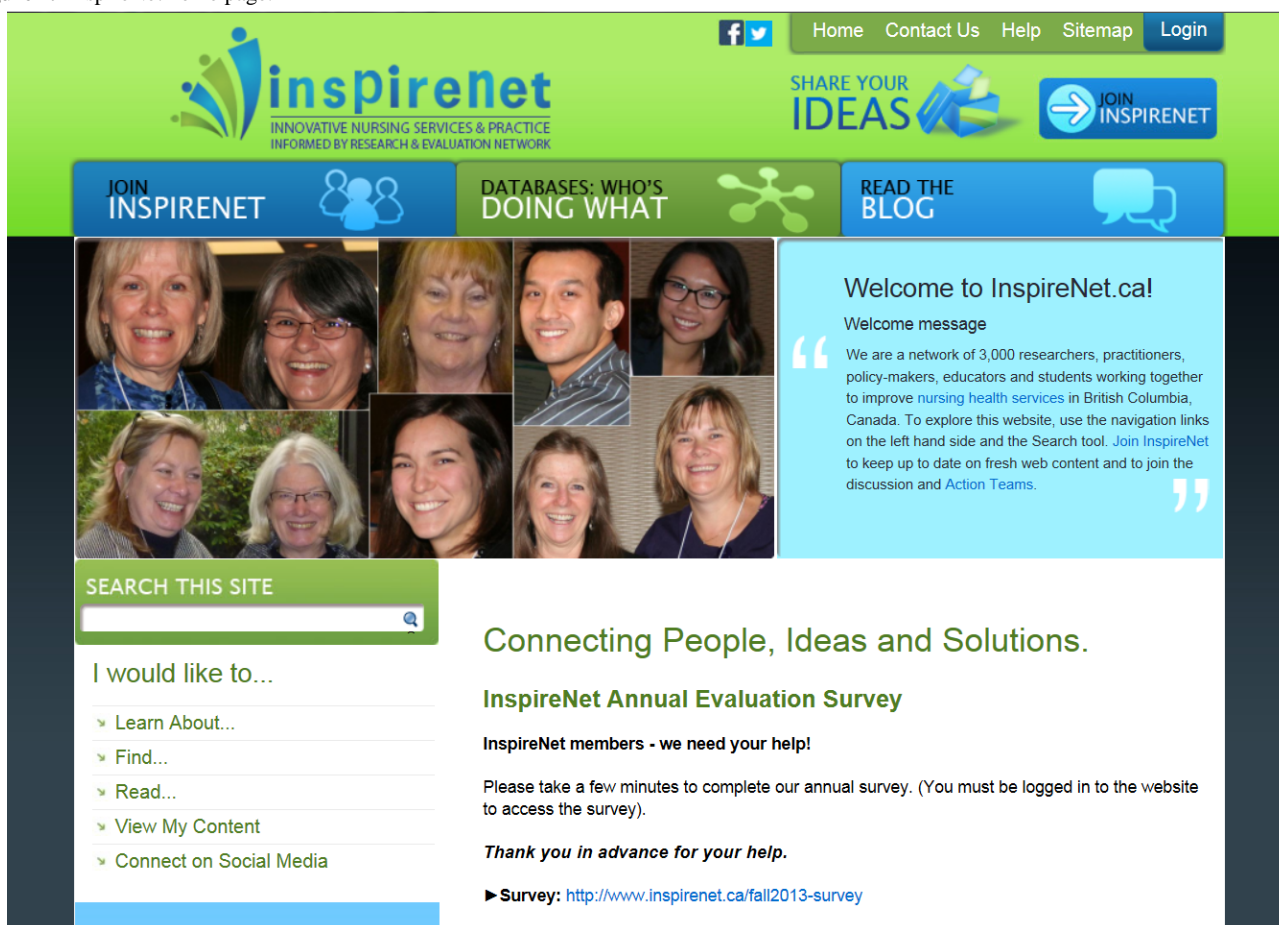 Home Contact Us Help Sitemap Login
inspirenet
INNOVATIVE NURSING SERVICES & PRACTICE
INFORMED BY RESEARCH & EVALUATION NETWORK
SHARE YOUR
IDEAS
JOIN
INSPIRENET
JOIN
INSPIRENET
DATABASES: WHO'S
DOING WHAT
READ THE
BLOG
Welcome to InspireNet.ca!
Welcome message
“
We are a network of 3,000 researchers, practitioners,
policy-makers, educators and students working together
to improve nursing health services in British Columbia,
Canada. To explore this website, use the navigation links
on the left hand side and the Search tool. Join InspireNet
to keep up to date on fresh web content and to join the
discussion and Action Teams.
”
SEARCH THIS SITE
I would like to...
Learn About...
Find...
Read...
View My Content
Connect on Social Media
Connecting People, Ideas and Solutions.
InspireNet Annual Evaluation Survey
InspireNet members - we need your help!
Please take a few minutes to complete our annual survey. (You must be logged in to the website
to access the survey).
Thank you in advance for your help.
►Survey: http://www.inspirenet.ca/fall2013-survey